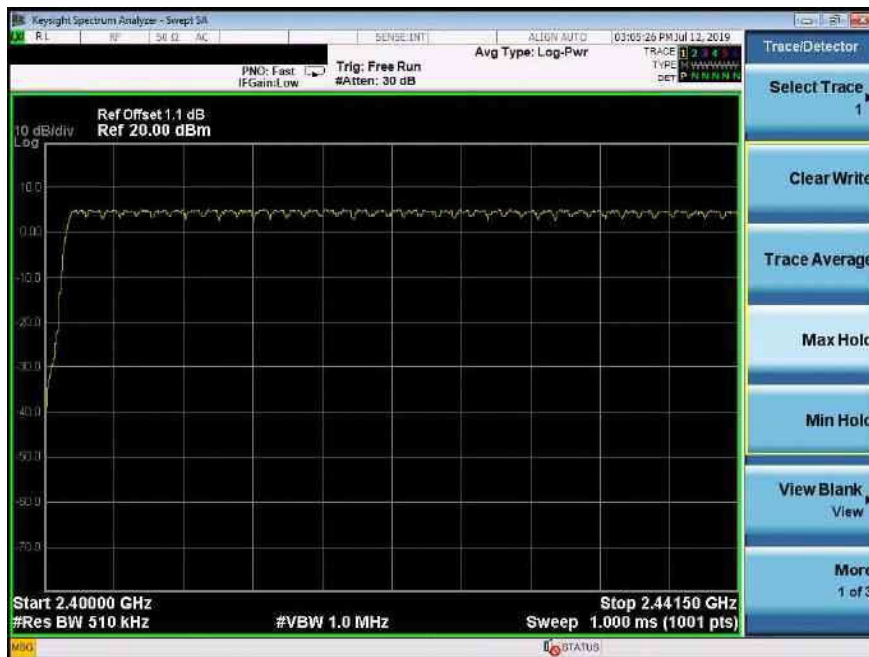 Keysight Spectrum Analyzer - Swept SA
RL RF 50 Ω AC SENSE:INT ALIGN AUTO 03:05:26 PM Jul 12, 2019
Avg Type: Log-Pwr
TRACE 1 2 3 4 5 6
PNO: Fast Trig: Free Run TYPE
IFGain:Low #Atten: 30 dB DET P N N N N N
Trace/Detector
Select Trace
1
Ref Offset 1.1 dB
10 dB/div Ref 20.00 dBm
Log
10.0
0.00
-10.0
-20.0
-30.0
-40.0
-50.0
-60.0
-70.0
Clear Write
Trace Average
Max Hold
Min Hold
View Blank
View
More
1 of 3
Start 2.40000 GHz Stop 2.44150 GHz
#Res BW 510 kHz #VBW 1.0 MHz Sweep 1.000 ms (1001 pts)
MSG STATUS